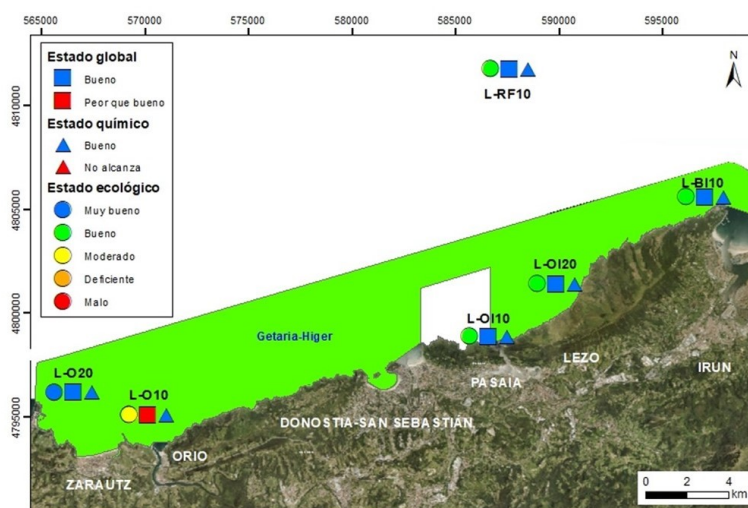 565000 570000 575000 580000 585000 590000 595000
4810000
4805000
4800000
4795000
Estado global
Bueno
Peor que bueno
Estado químico
Bueno
No alcanza
Estado ecológico
Muy bueno
Bueno
Moderado
Deficiente
Malo
N
L-RF10
L-BI10
L-OI20
L-OI10
Getaria-Higer
L-O20
L-O10
LEZO
IRUN
PASAIA
DONOSTIA-SAN SEBASTIÁN
ORIO
ZARAUTZ
0 2 4
km